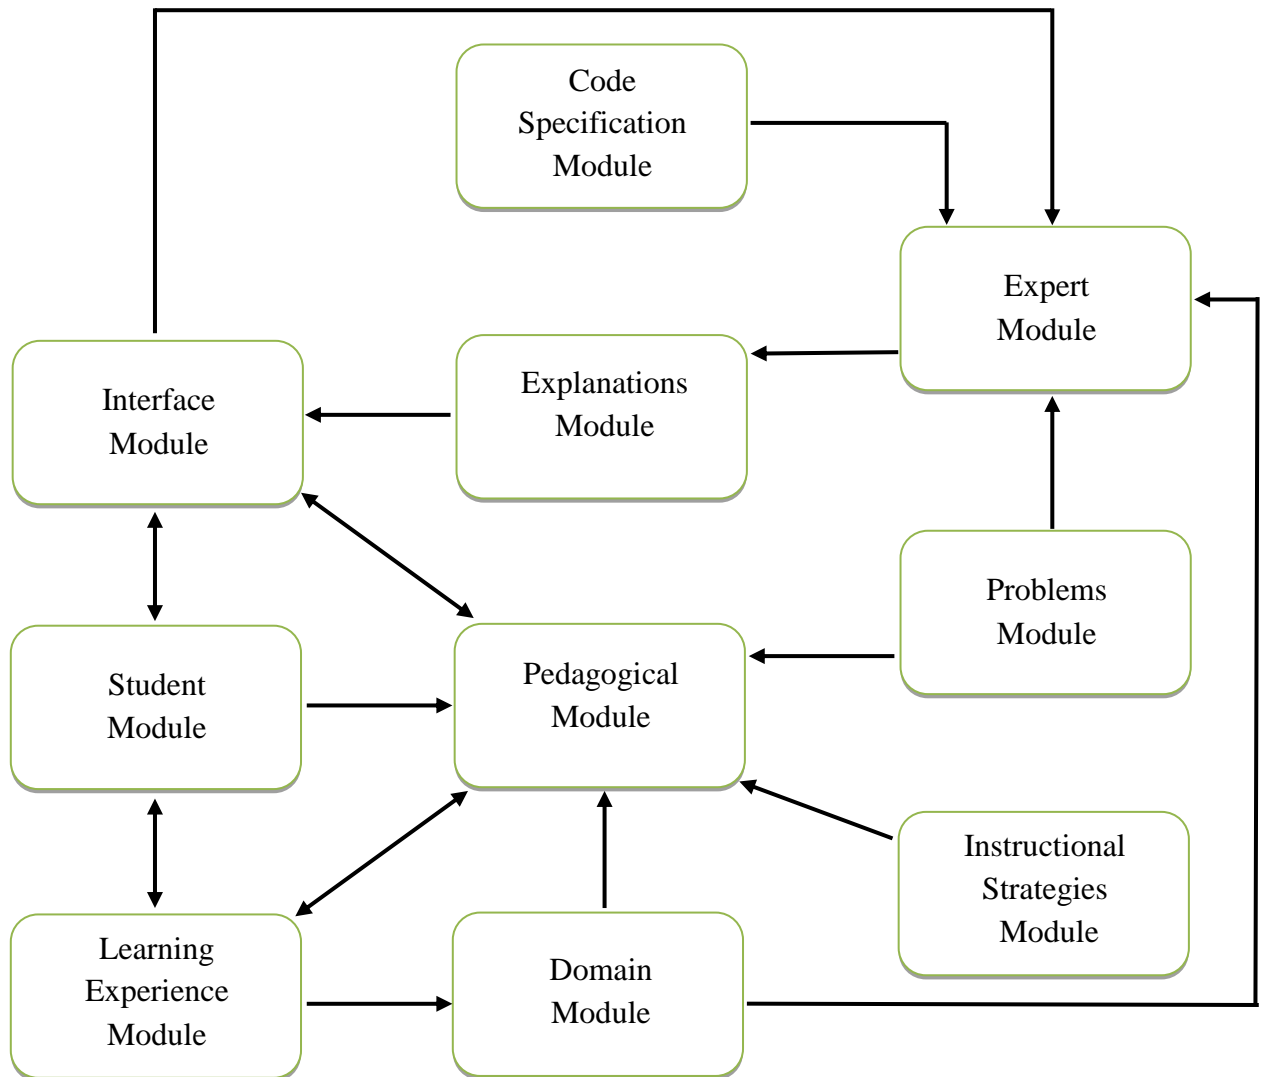 Code
Specification
Module
Expert
Module
Interface
Module
Explanations
Module
Problems
Module
Student
Module
Pedagogical
Module
Instructional
Strategies
Module
Learning
Experience
Module
Domain
Module